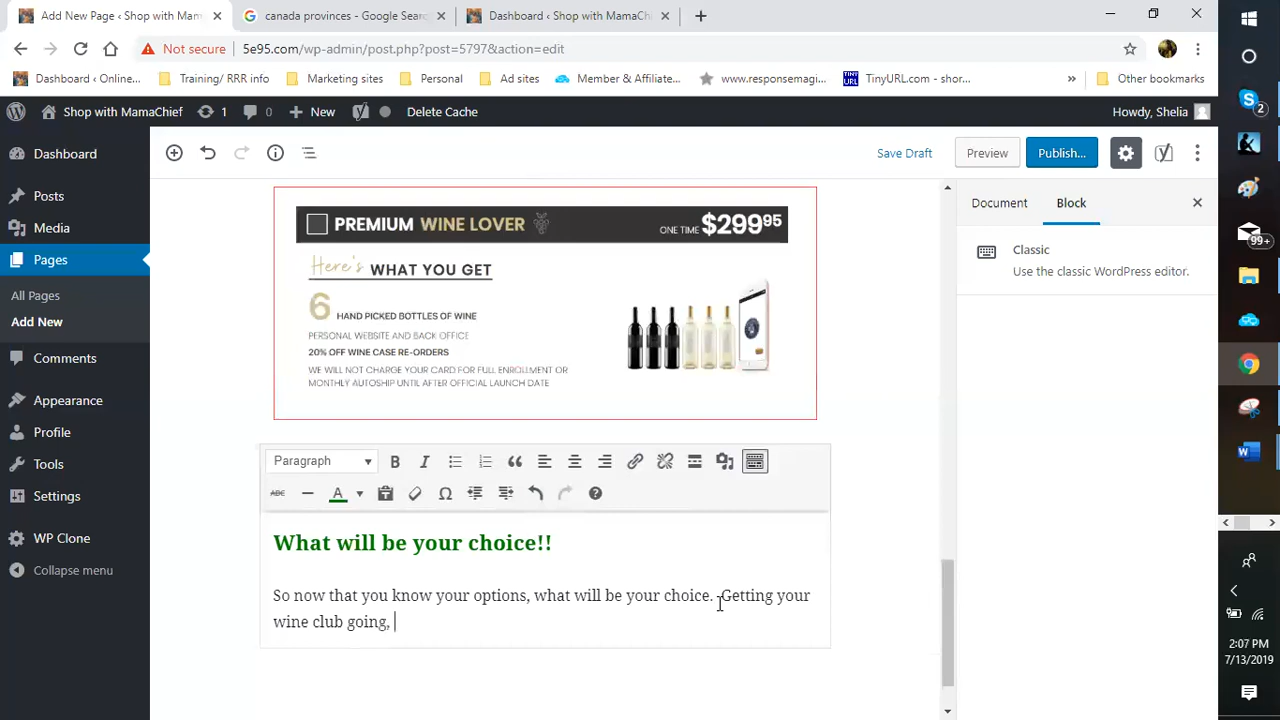 Add New Page ‹ Shop with Mam
canada provinces - Google Searc
Dashboard ‹ Shop with MamaChi
Not secure
5e95.com/wp-admin/post.php?post=5797&action=edit
Dashboard ‹ Online...
Training/ RRR info
Marketing sites
Personal
Ad sites
Member & Affiliate...
www.responsemagi...
TINY URL
TinyURL.com - shor...
»
Other bookmarks
Shop with MamaChief
1
0
New
Delete Cache
Howdy, Shelia
Dashboard
Posts
Media
Pages
All Pages
Add New
Comments
Appearance
Profile
Tools
Settings
WP Clone
Collapse menu
Save Draft
Preview
Publish...
Document
Block
Classic
Use the classic WordPress editor.
PREMIUM WINE LOVER
ONE TIME $29995
Here's WHAT YOU GET
6 HAND PICKED BOTTLES OF WINE
PERSONAL WEBSITE AND BACK OFFICE
20% OFF WINE CASE RE-ORDERS
WE WILL NOT CHARGE YOUR CARD FOR FULL ENROLLMENT OR
MONTHLY AUTOSHIP UNTIL AFTER OFFICIAL LAUNCH DATE
Paragraph
B
I
ABC
A
What will be your choice!!
So now that you know your options, what will be your choice. Getting your
wine club going,
2
99+
2:07 PM
7/13/2019